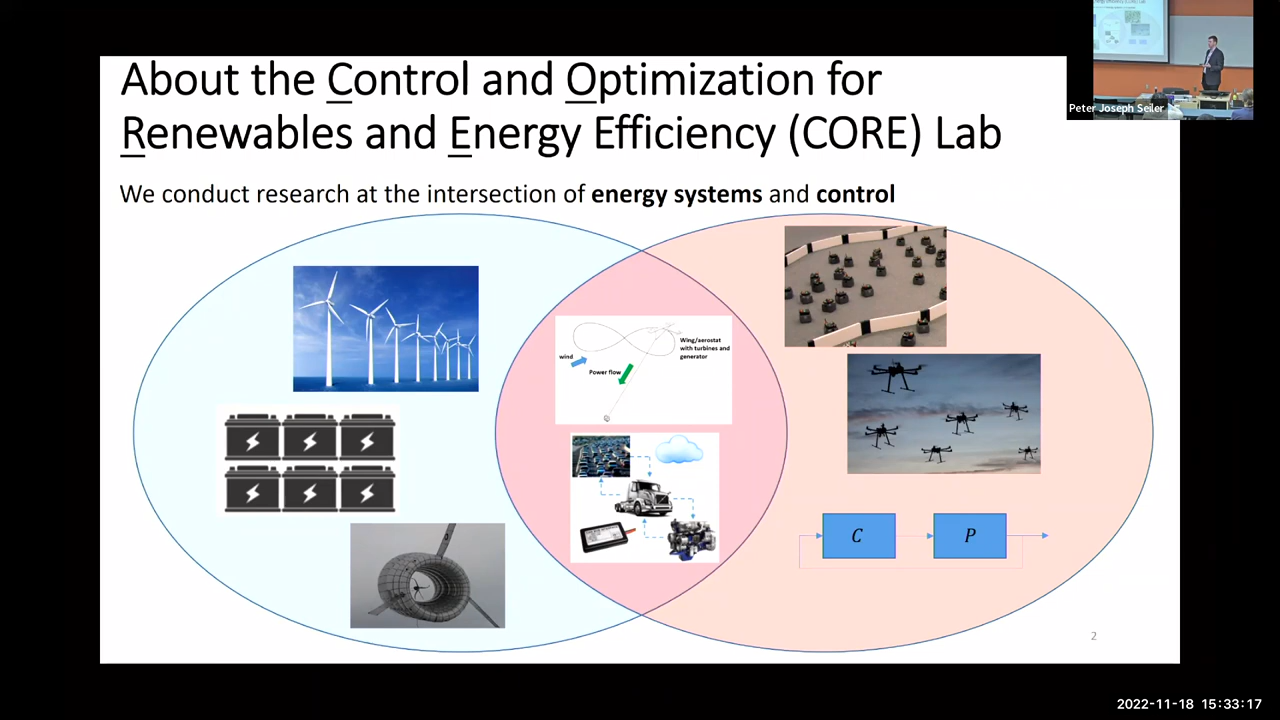 About the Control and Optimization for
Renewables and Energy Efficiency (CORE) Lab
We conduct research at the intersection of energy systems and control
Peter Joseph Seiler
wind
Power flow
Wing/aerostat
with turbines and
generator
C
P
2
2022-11-18 15:33:17